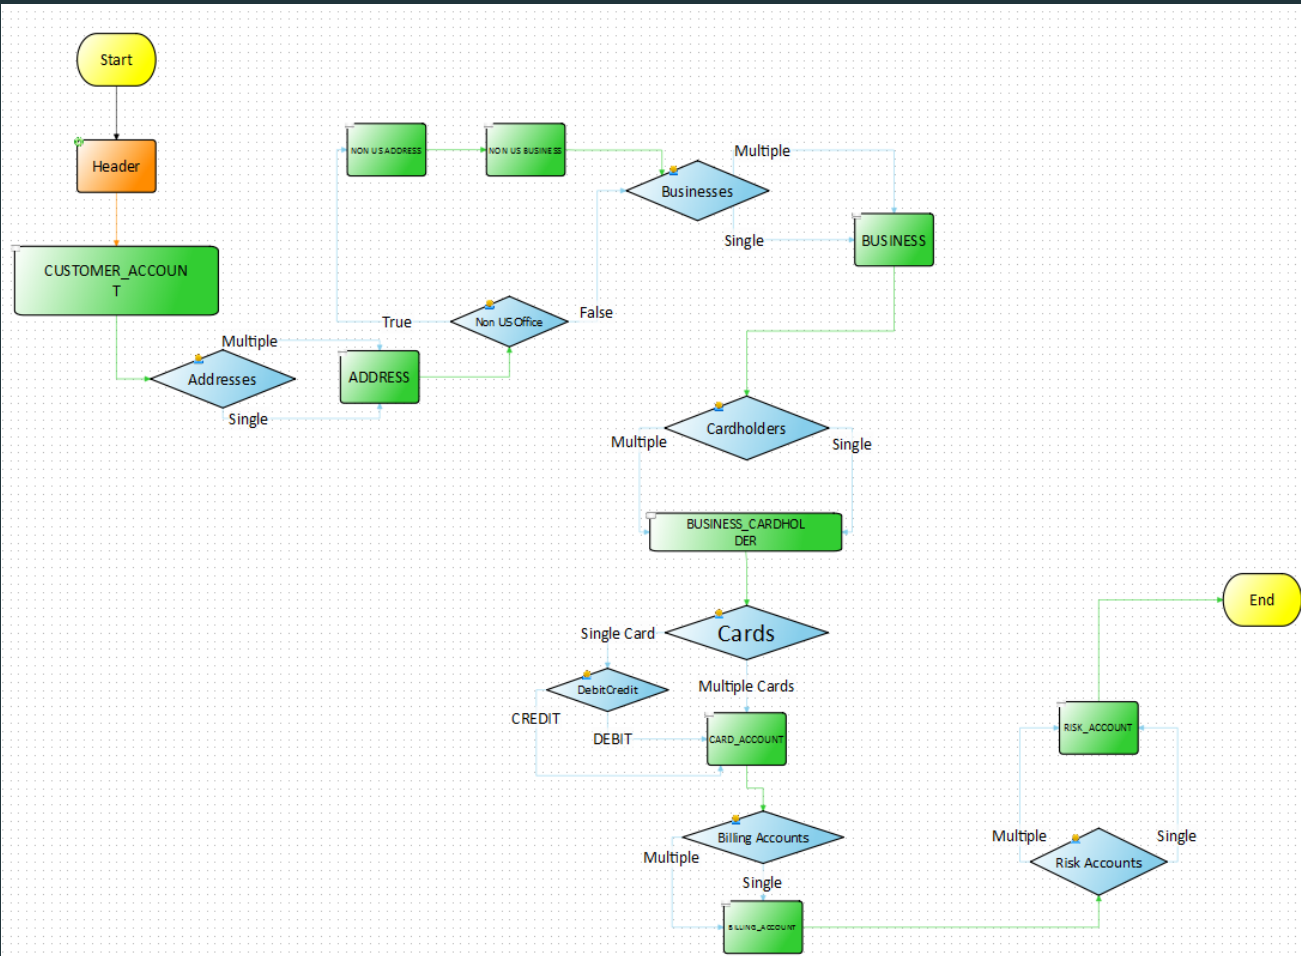 Start
Header
CUSTOMER_ACCOUN
T
Addresses
Multiple
Single
ADDRESS
Non US Office
True
False
NON US ADDRESS
NON US BUSINESS
Businesses
Multiple
Single
BUSINESS
Cardholders
Multiple
Single
BUSINESS_CARDHOL
DER
Cards
Single Card
Multiple Cards
DebitCredit
CREDIT
DEBIT
CARD_ACCOUNT
Billing Accounts
Multiple
Single
BILLING_ACCOUNT
Risk Accounts
Multiple
Single
RISK_ACCOUNT
End